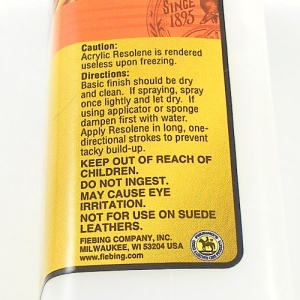 SINCE
1895
Caution:
Acrylic Resolene is rendered
useless upon freezing.
Directions:
Basic finish should be dry
and clean. If spraying, spray
once lightly and let dry. If
using applicator or sponge
dampen first with water.
Apply Resolene in long, one-
directional strokes to prevent
tacky build-up.
KEEP OUT OF REACH OF
CHILDREN.
DO NOT INGEST.
MAY CAUSE EYE
IRRITATION.
NOT FOR USE ON SUEDE
LEATHERS.
FIEBING COMPANY, INC.
MILWAUKEE, WI 53204 USA
www.fiebing.com